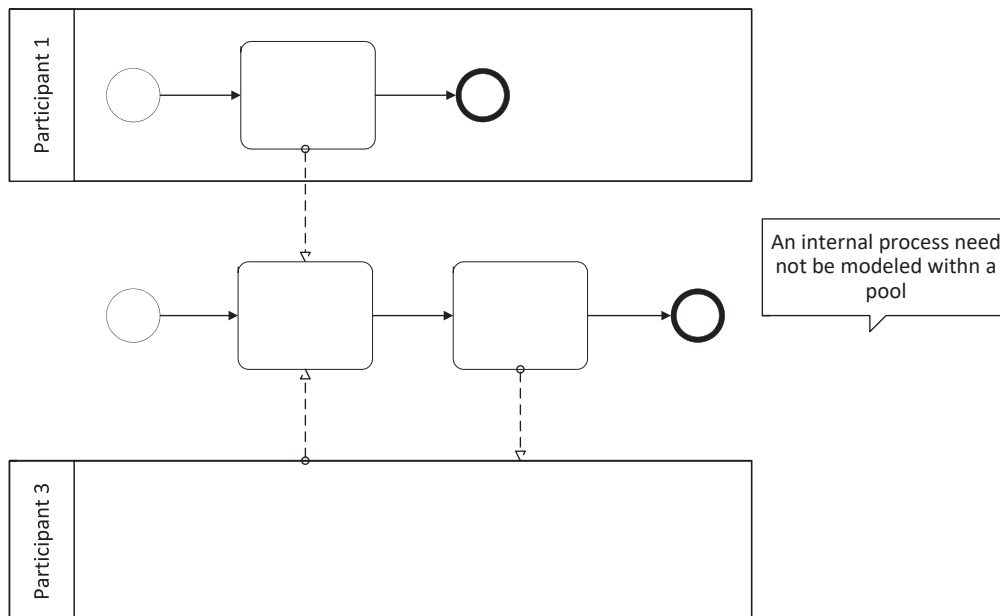 Participant 1
An internal process need
not be modeled withn a
pool
Participant 3